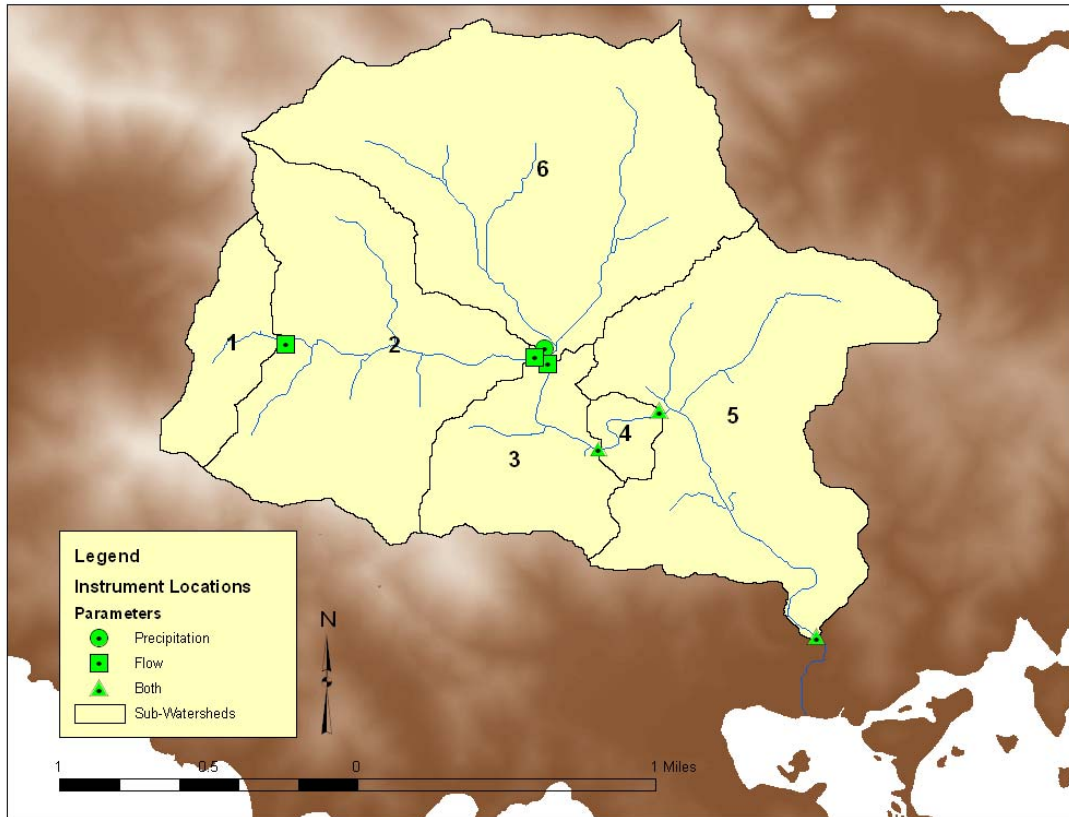 6
1
2
3
4
5
Legend
Instrument Locations
Parameters
Precipitation
Flow
Both
Sub-Watersheds
N
1 0.5 0 1 Miles